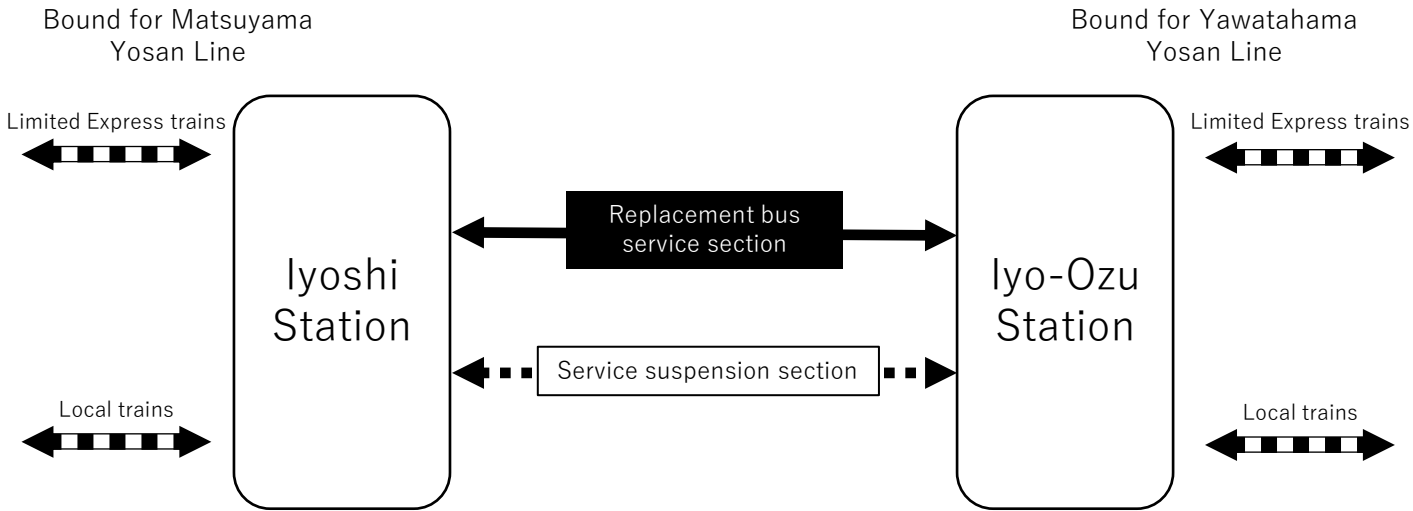 Bound for Matsuyama
Yosan Line
Bound for Yawatahama
Yosan Line
Limited Express trains
Limited Express trains
Replacement bus
service section
Iyoshi
Station
Iyo-Ozu
Station
Service suspension section
Local trains
Local trains